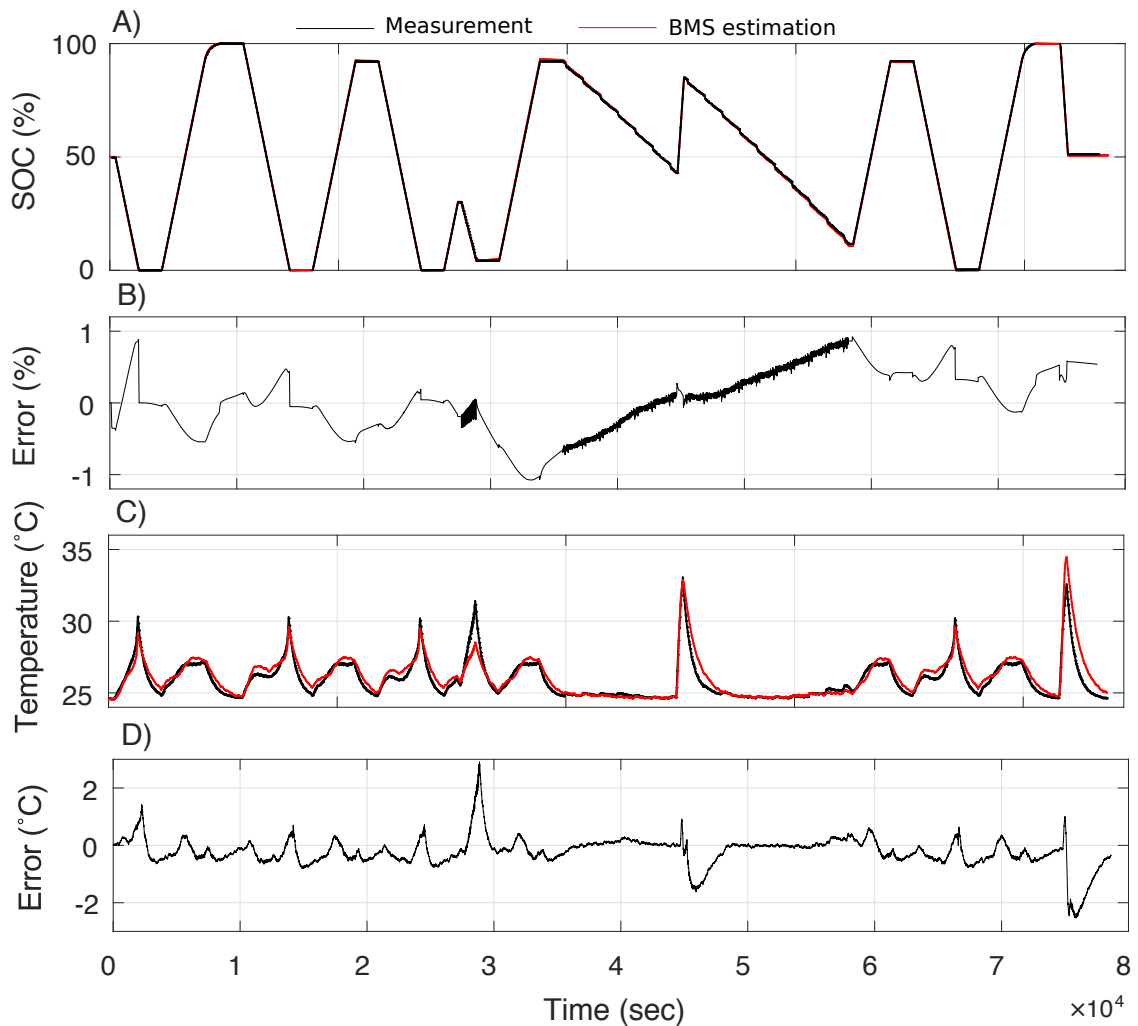 A)
Measurement
BMS estimation
100
50
0
SOC (%)
B)
1
0
-1
Error (%)
C)
35
30
25
Temperature (˚C)
D)
2
0
-2
Error (˚C)
0 1 2 3 4 5 6 7 8
Time (sec)
×10⁴